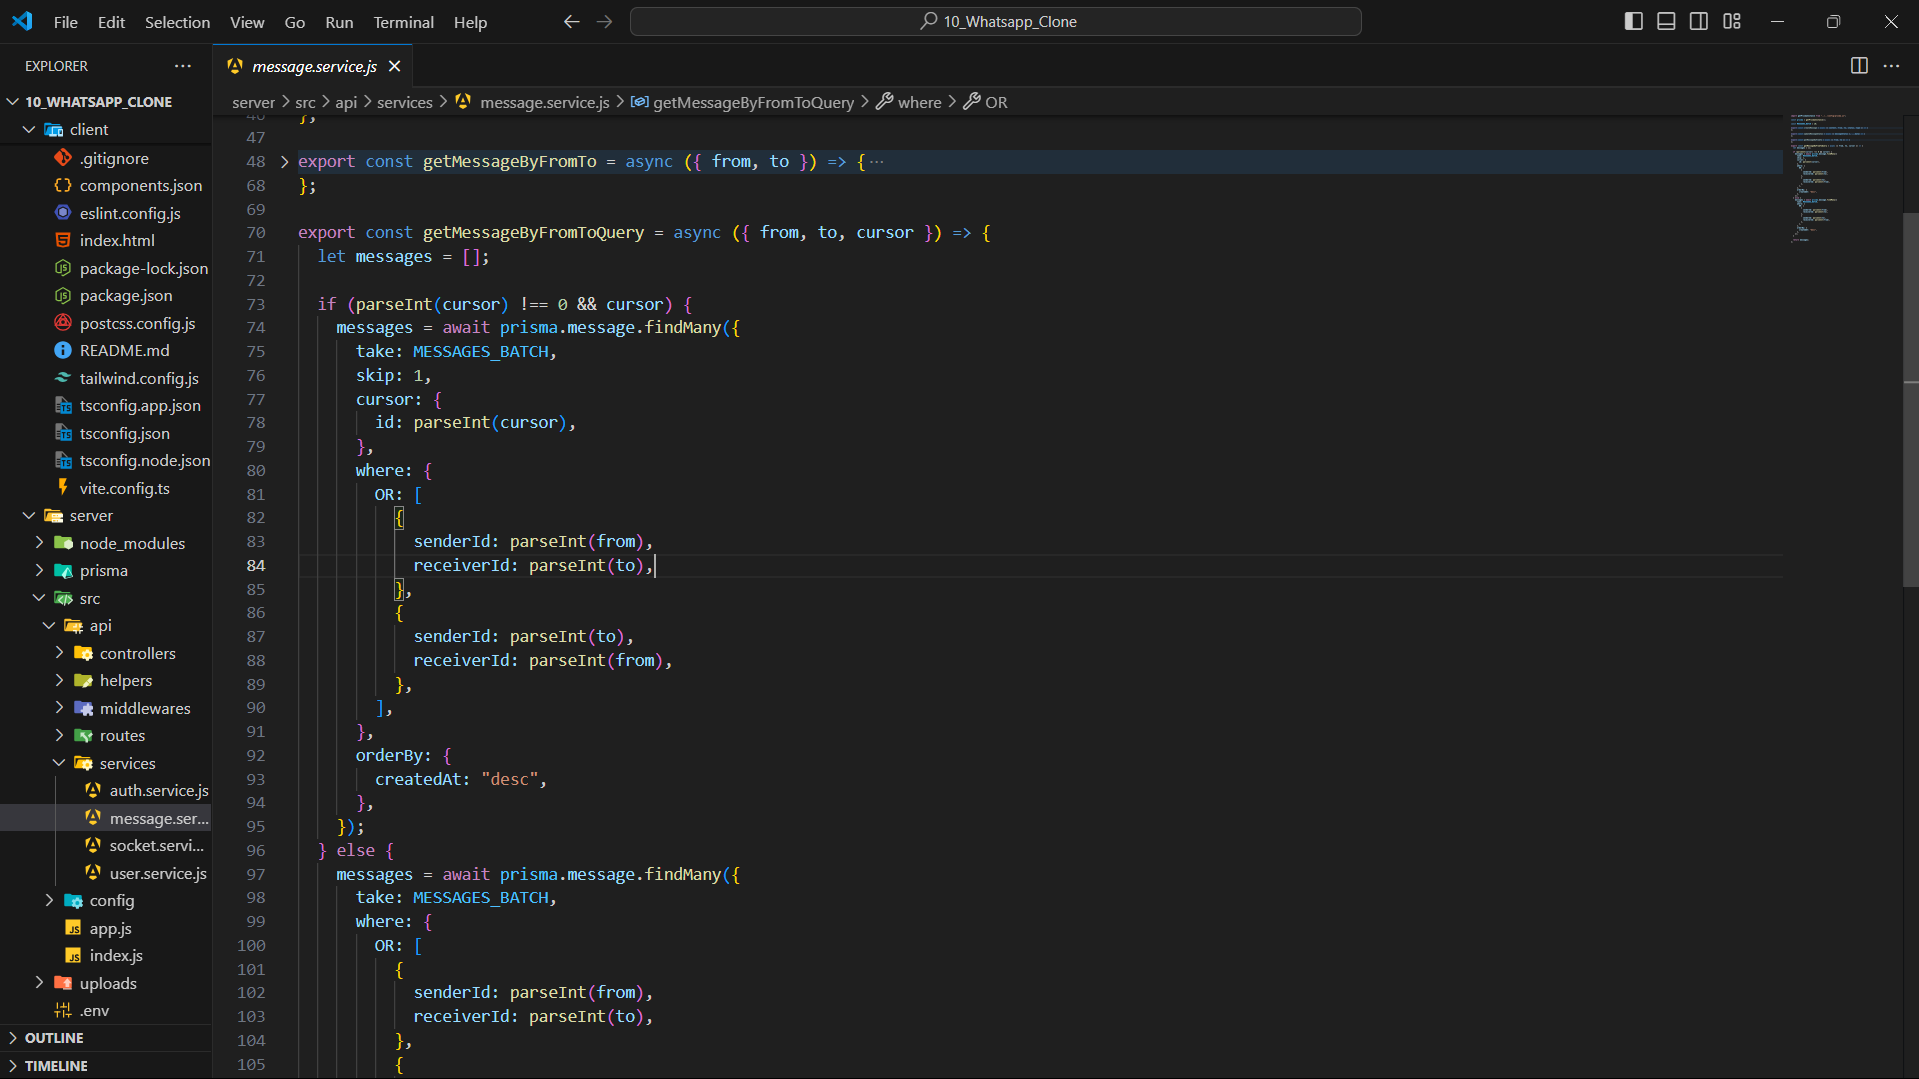 File Edit Selection View Go Run Terminal Help
10_Whatsapp_Clone
EXPLORER
10_WHATSAPP_CLONE
client
.gitignore
components.json
eslint.config.js
index.html
package-lock.json
package.json
postcss.config.js
README.md
tailwind.config.js
tsconfig.app.json
tsconfig.json
tsconfig.node.json
vite.config.ts
server
node_modules
prisma
src
api
controllers
helpers
middlewares
routes
services
auth.service.js
message.ser...
socket.servi...
user.service.js
config
app.js
index.js
uploads
.env
OUTLINE
TIMELINE
message.service.js
server > src > api > services > message.service.js > getMessageByFromToQuery > where > OR
46 };
47
48 export const getMessageByFromTo = async ({ from, to }) => {···
68 };
69
70 export const getMessageByFromToQuery = async ({ from, to, cursor }) => {
71 let messages = [];
72
73 if (parseInt(cursor) !== 0 && cursor) {
74 messages = await prisma.message.findMany({
75 take: MESSAGES_BATCH,
76 skip: 1,
77 cursor: {
78 id: parseInt(cursor),
79 },
80 where: {
81 OR: [
82 {
83 senderId: parseInt(from),
84 receiverId: parseInt(to),
85 },
86 {
87 senderId: parseInt(to),
88 receiverId: parseInt(from),
89 },
90 ],
91 },
92 orderBy: {
93 createdAt: "desc",
94 },
95 });
96 } else {
97 messages = await prisma.message.findMany({
98 take: MESSAGES_BATCH,
99 where: {
100 OR: [
101 {
102 senderId: parseInt(from),
103 receiverId: parseInt(to),
104 },
105 {